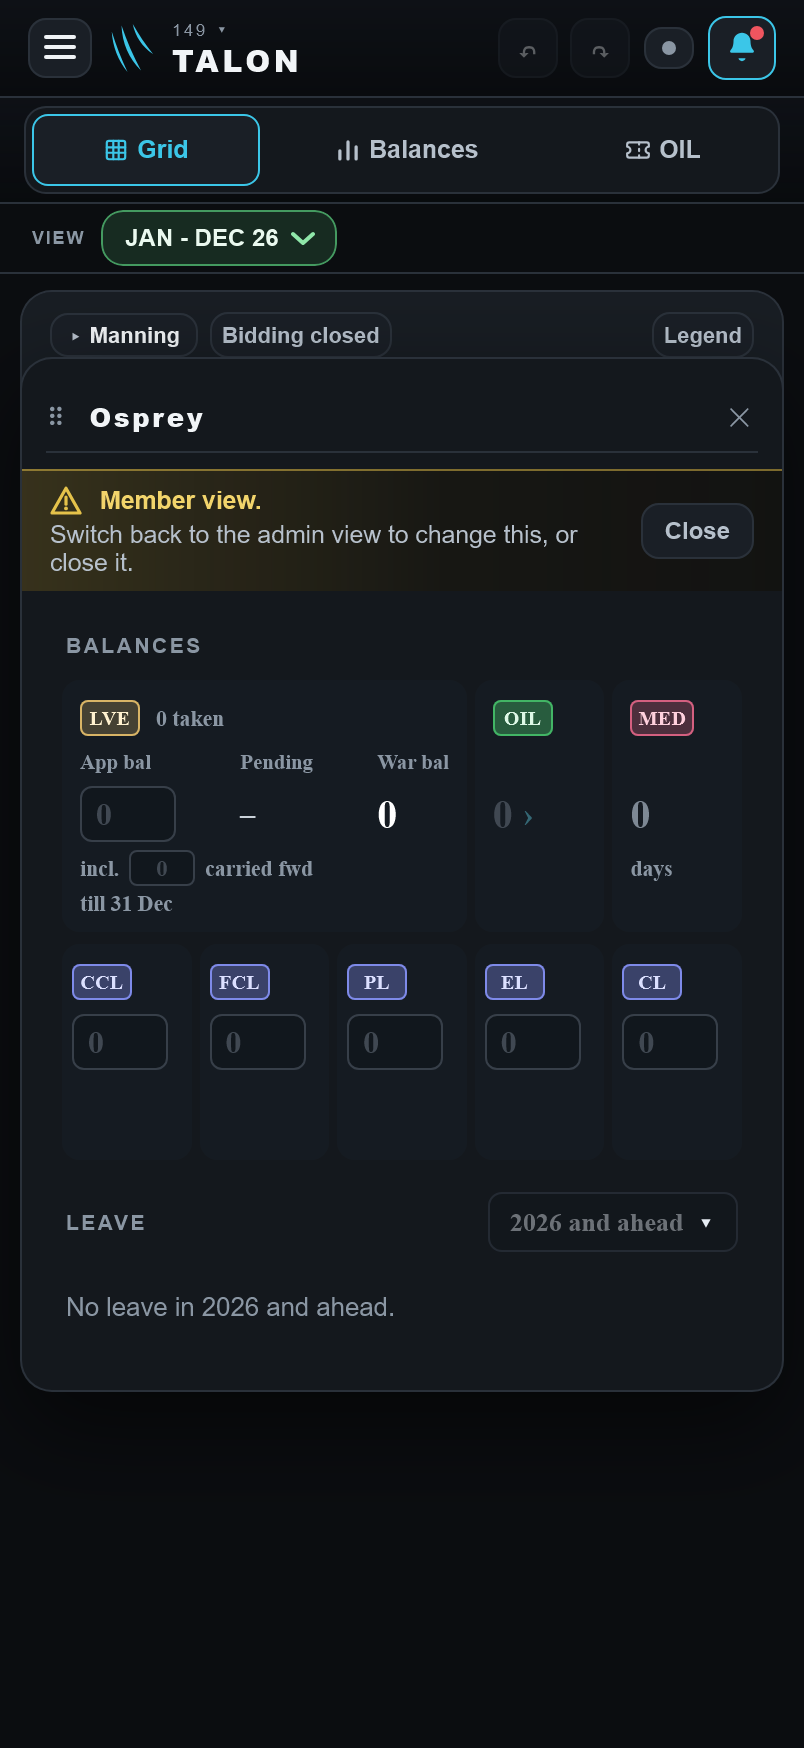 149 ▾
TALON
Grid
Balances
OIL
VIEW
JAN - DEC 26
▸ Manning
Bidding closed
Legend
Osprey
Member view.
Switch back to the admin view to change this, or
close it.
Close
BALANCES
LVE 0 taken
OIL
MED
App bal
Pending
War bal
0
–
0
0 ›
0
incl. 0 carried fwd
days
till 31 Dec
CCL
FCL
PL
EL
CL
0
0
0
0
0
LEAVE
2026 and ahead ▾
No leave in 2026 and ahead.